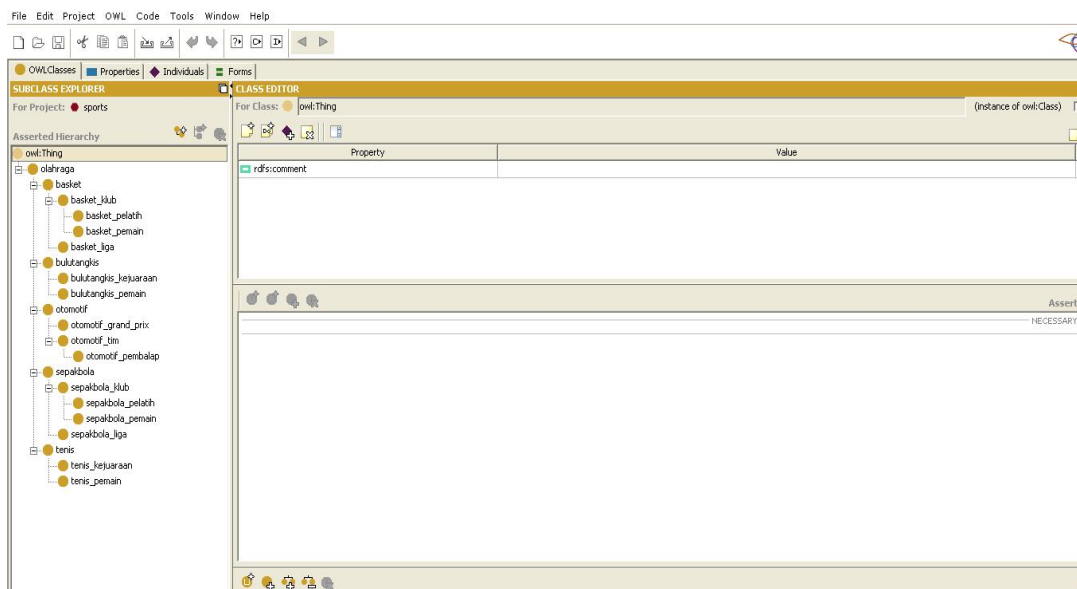 File Edit Project OWL Code Tools Window Help
OWLClasses Properties Individuals Forms
SUBCLASS EXPLORER
For Project: sports
Asserted Hierarchy
owl:Thing
olahraga
basket
basket_klub
basket_pelatih
basket_pemain
basket_liga
bulutangkis
bulutangkis_kejuaraan
bulutangkis_pemain
otomotif
otomotif_grand_prix
otomotif_tim
otomotif_pembalap
sepakbola
sepakbola_klub
sepakbola_pelatih
sepakbola_pemain
sepakbola_liga
tenis
tenis_kejuaraan
tenis_pemain
CLASS EDITOR
For Class: owl:Thing (instance of owl:Class)
Property Value
rdfs:comment
Assert
NECESSARY